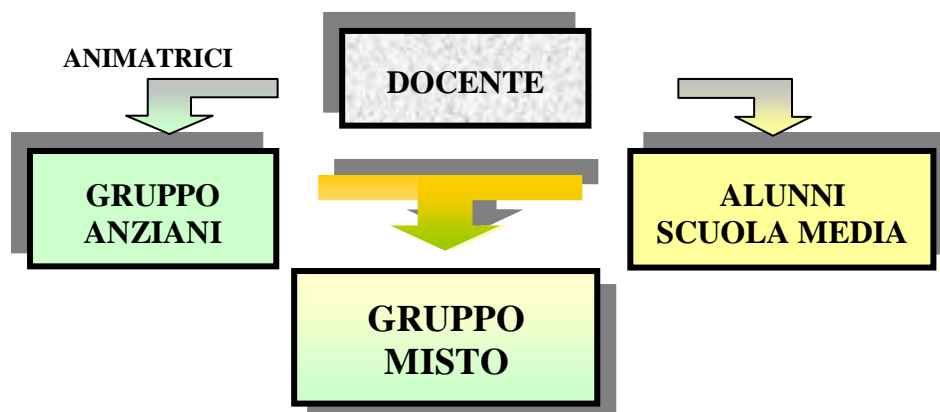 ANIMATRICI
DOCENTE
GRUPPO
ANZIANI
ALUNNI
SCUOLA MEDIA
GRUPPO
MISTO